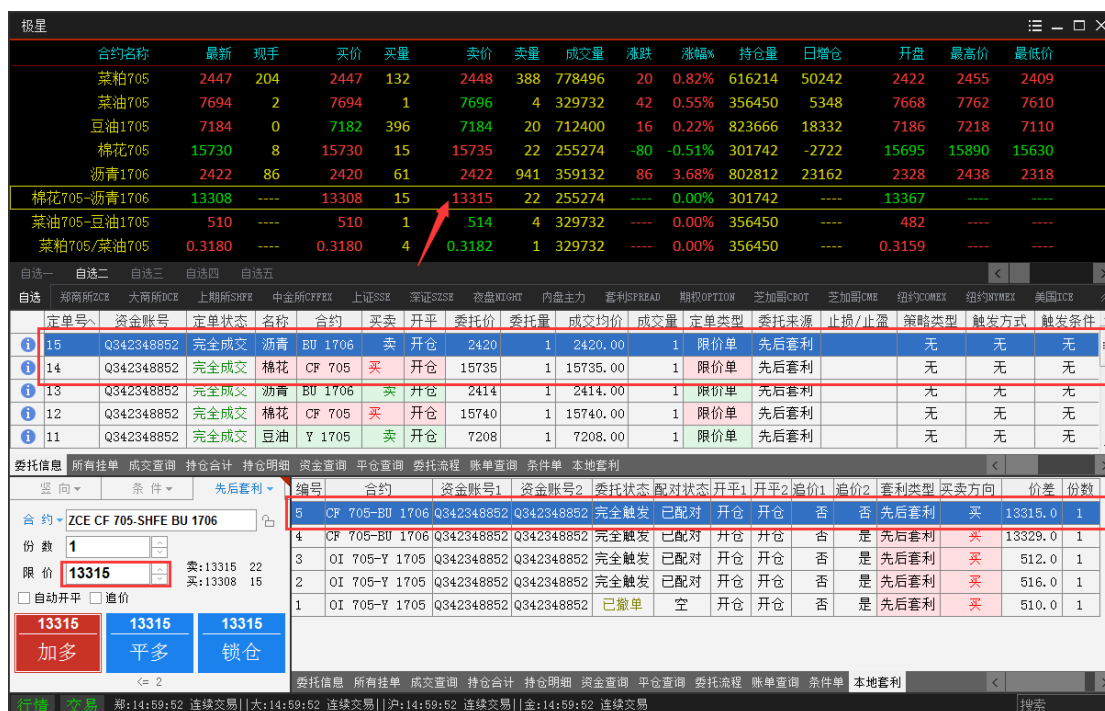 极星
合约名称 最新 现手 买价 买量 卖价 卖量 成交量 涨跌 涨幅% 持仓量 日增仓 开盘 最高价 最低价
菜粕705 2447 204 2447 132 2448 388 778496 20 0.82% 616214 50242 2422 2455 2409
菜油705 7694 2 7694 1 7696 4 329732 42 0.55% 356450 5348 7668 7762 7610
豆油1705 7184 0 7182 396 7184 20 712400 16 0.22% 823666 18332 7186 7218 7110
棉花705 15730 8 15730 15 15735 22 255274 -80 -0.51% 301742 -2722 15695 15890 15630
沥青1706 2422 86 2420 61 2422 941 359132 86 3.68% 802812 23162 2328 2438 2318
棉花705-沥青1706 13308 ---- 13308 15 13315 22 255274 ---- 0.00% 301742 ---- 13367 ---- ----
菜油705-豆油1705 510 ---- 510 1 514 4 329732 ---- 0.00% 356450 ---- 482 ---- ----
菜粕705/菜油705 0.3180 ---- 0.3180 4 0.3182 1 329732 ---- 0.00% 356450 ---- 0.3159 ---- ----
自选一 自选二 自选三 自选四 自选五
自选 郑商所ZCE 大商所DCE 上期所SHFE 中金所CFFEX 上证SSE 深证SZSE 夜盘NIGHT 内盘主力 套利SPREAD 期权OPTION 芝加哥CBOT 芝加哥CME 纽约COMEX 纽约NYMEX 美国ICE
定单号 资金账号 定单状态 名称 合约 买卖 开平 委托价 委托量 成交均价 成交量 定单类型 委托来源 止损/止盈 策略类型 触发方式 触发条件
15 Q342348852 完全成交 沥青 BU 1706 卖 开仓 2420 1 2420.00 1 限价单 先后套利 无 无 无
14 Q342348852 完全成交 棉花 CF 705 买 开仓 15735 1 15735.00 1 限价单 先后套利 无 无 无
13 Q342348852 完全成交 沥青 BU 1706 卖 开仓 2414 1 2414.00 1 限价单 先后套利 无 无 无
12 Q342348852 完全成交 棉花 CF 705 买 开仓 15740 1 15740.00 1 限价单 先后套利 无 无 无
11 Q342348852 完全成交 豆油 Y 1705 卖 开仓 7208 1 7208.00 1 限价单 先后套利 无 无 无
委托信息 所有挂单 成交查询 持仓合计 持仓明细 资金查询 平仓查询 委托流程 账单查询 条件单 本地套利
竖 向 条 件 先后套利
合 约 ZCE CF 705-SHFE BU 1706
份 数 1
限 价 13315 卖:13315 22
买:13308 15
自动开平 追价
13315 13315 13315
加多 平多 锁仓
<= 2
编号 合约 资金账号1 资金账号2 委托状态 配对状态 开平1 开平2 追价1 追价2 套利类型 买卖方向 价差 份数
5 CF 705-BU 1706 Q342348852 Q342348852 完全触发 已配对 开仓 开仓 否 否 先后套利 买 13315.0 1
4 CF 705-BU 1706 Q342348852 Q342348852 完全触发 已配对 开仓 开仓 否 是 先后套利 买 13329.0 1
3 OI 705-Y 1705 Q342348852 Q342348852 完全触发 已配对 开仓 开仓 否 是 先后套利 买 512.0 1
2 OI 705-Y 1705 Q342348852 Q342348852 完全触发 已配对 开仓 开仓 否 是 先后套利 买 516.0 1
1 OI 705-Y 1705 Q342348852 Q342348852 已撤单 空 开仓 开仓 否 是 先后套利 买 510.0 1
委托信息 所有挂单 成交查询 持仓合计 持仓明细 资金查询 平仓查询 委托流程 账单查询 条件单 本地套利
行情 交易 郑:14:59:52 连续交易||大:14:59:52 连续交易||沪:14:59:52 连续交易||金:14:59:52 连续交易 搜索